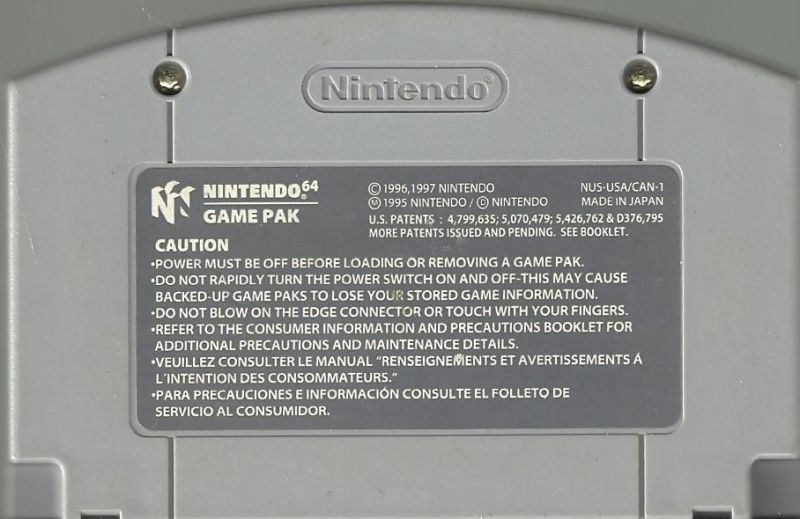 Nintendo®
NINTENDO64
GAME PAK
©1996,1997 NINTENDO
NUS-USA/CAN-1
Ⓜ1995 NINTENDO / Ⓓ NINTENDO
MADE IN JAPAN
U.S. PATENTS : 4,799,635; 5,070,479; 5,426,762 & D376,795
MORE PATENTS ISSUED AND PENDING. SEE BOOKLET.
CAUTION
•POWER MUST BE OFF BEFORE LOADING OR REMOVING A GAME PAK.
•DO NOT RAPIDLY TURN THE POWER SWITCH ON AND OFF-THIS MAY CAUSE
BACKED-UP GAME PAKS TO LOSE YOUR STORED GAME INFORMATION.
•DO NOT BLOW ON THE EDGE CONNECTOR OR TOUCH WITH YOUR FINGERS.
•REFER TO THE CONSUMER INFORMATION AND PRECAUTIONS BOOKLET FOR
ADDITIONAL PRECAUTIONS AND MAINTENANCE DETAILS.
•VEUILLEZ CONSULTER LE MANUAL "RENSEIGNEMENTS ET AVERTISSEMENTS Á
L'INTENTION DES CONSOMMATEURS."
•PARA PRECAUCIONES E INFORMACIÓN CONSULTE EL FOLLETO DE
SERVICIO AL CONSUMIDOR.